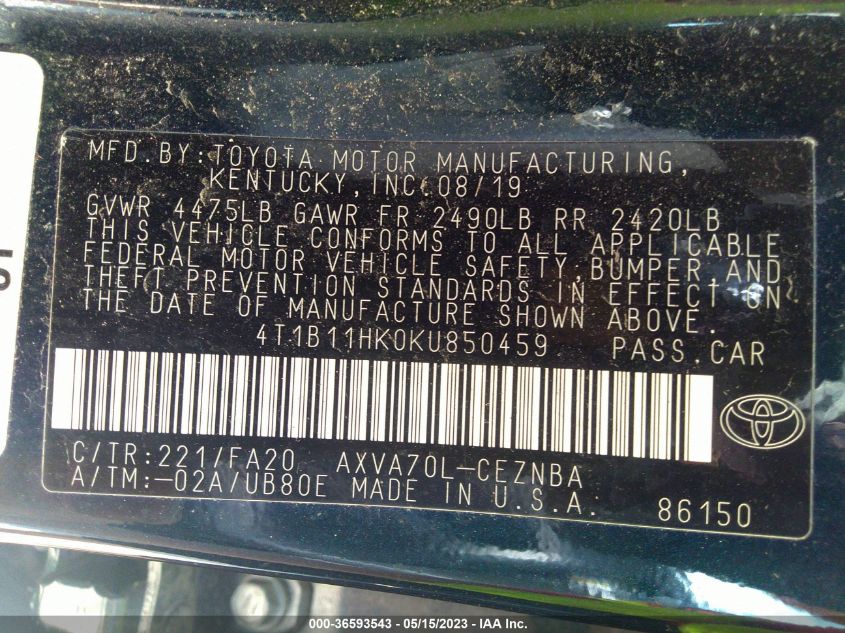 MFD.BY:TOYOTA MOTOR MANUFACTURING,
KENTUCKY, INC. 08/19
GVWR 4475LB GAWR FR 2490LB RR 2420LB
THIS VEHICLE CONFORMS TO ALL APPLICABLE
FEDERAL MOTOR VEHICLE SAFETY,BUMPER,AND
THEFT PREVENTION STANDARDS IN EFFECT ON
THE DATE OF MANUFACTURE SHOWN ABOVE.
4T1B11HK0KU850459 PASS.CAR
C/TR:221/FA20 AXVA70L-CEZNBA
A/TM:-02A/UB80E MADE IN U.S.A. 86150
000-36593543 - 05/15/2023 - IAA Inc.